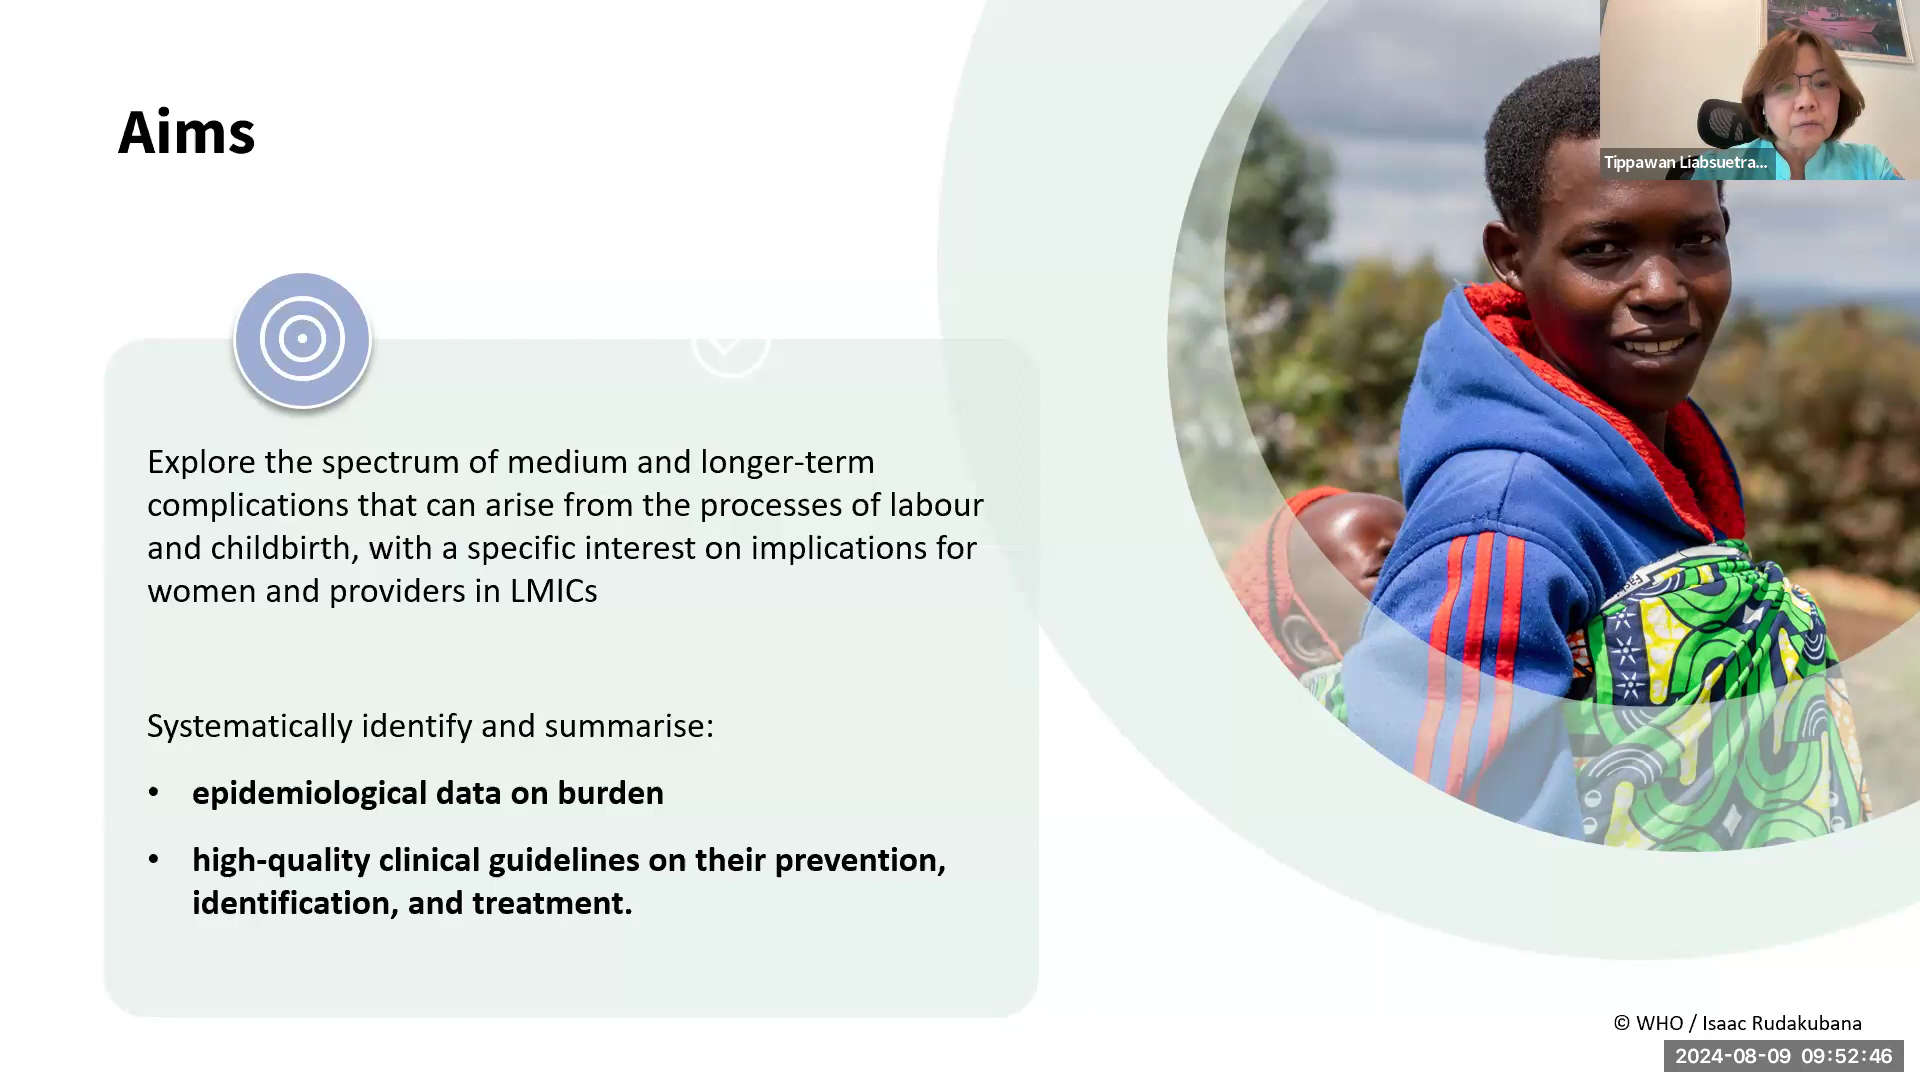 Aims
Tippawan Liabsuetra...
Explore the spectrum of medium and longer-term
complications that can arise from the processes of labour
and childbirth, with a specific interest on implications for
women and providers in LMICs
Systematically identify and summarise:
• epidemiological data on burden
• high-quality clinical guidelines on their prevention,
identification, and treatment.
© WHO / Isaac Rudakubana
2024-08-09 09:52:46